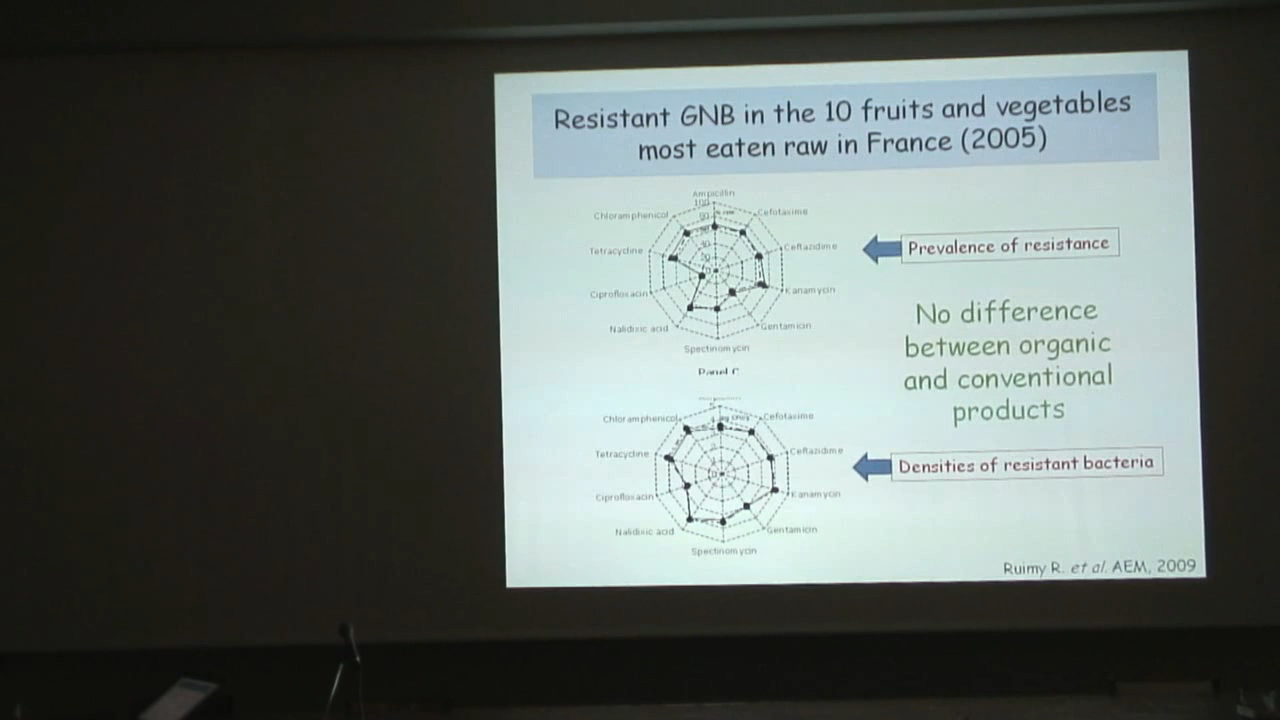 Resistant GNB in the 10 fruits and vegetables
most eaten raw in France (2005)
Ampicillin
100
Chloramphenicol
Cefotaxime
Tetracycline
Ceftazidime
Ciprofloxacin
Kanamycin
Nalidixic acid
Gentamicin
Spectinomycin
Prevalence of resistance
No difference
between organic
and conventional
products
Panel C
Chloramphenicol
Cefotaxime
Tetracycline
Ceftazidime
Ciprofloxacin
Kanamycin
Nalidixic acid
Gentamicin
Spectinomycin
Densities of resistant bacteria
Ruimy R. et al. AEM, 2009